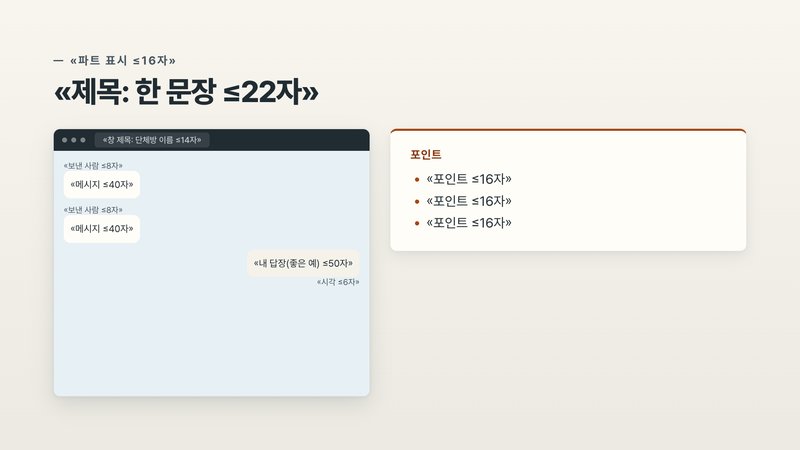 — «파트 표시 ≤16자»
«제목: 한 문장 ≤22자»
«창 제목: 단체방 이름 ≤14자»
«보낸 사람 ≤8자»
«메시지 ≤40자»
«보낸 사람 ≤8자»
«메시지 ≤40자»
«내 답장(좋은 예) ≤50자»
«시각 ≤6자»
포인트
• «포인트 ≤16자»
• «포인트 ≤16자»
• «포인트 ≤16자»